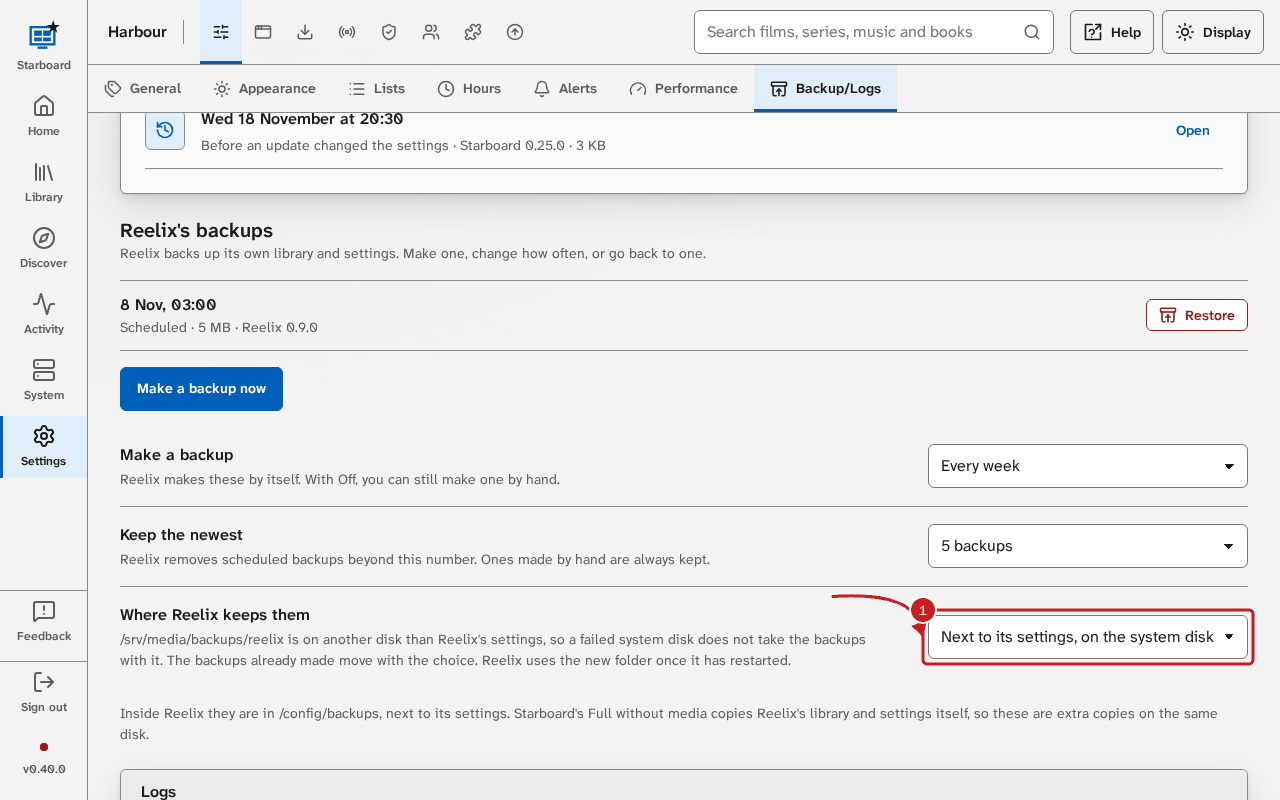 Starboard
Home
Library
Discover
Activity
System
Settings
Feedback
Sign out
v0.40.0
Harbour
Search films, series, music and books
Help
Display
General
Appearance
Lists
Hours
Alerts
Performance
Backup/Logs
Wed 18 November at 20:30
Before an update changed the settings · Starboard 0.25.0 · 3 KB
Open
Reelix's backups
Reelix backs up its own library and settings. Make one, change how often, or go back to one.
8 Nov, 03:00
Scheduled · 5 MB · Reelix 0.9.0
Restore
Make a backup now
Make a backup
Reelix makes these by itself. With Off, you can still make one by hand.
Every week
Keep the newest
Reelix removes scheduled backups beyond this number. Ones made by hand are always kept.
5 backups
Where Reelix keeps them
/srv/media/backups/reelix is on another disk than Reelix's settings, so a failed system disk does not take the backups
with it. The backups already made move with the choice. Reelix uses the new folder once it has restarted.
1
Next to its settings, on the system disk
Inside Reelix they are in /config/backups, next to its settings. Starboard's Full without media copies Reelix's library and settings itself, so these are extra copies on the same
disk.
Logs